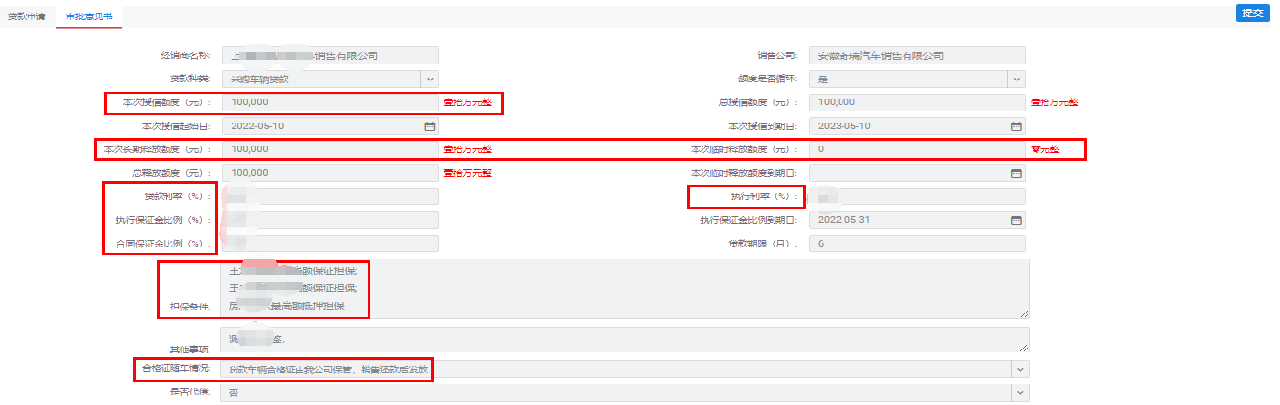 贷款申请 审批意见书 提交
经销商名称: 上 销售有限公司 销售公司: 安徽奇瑞汽车销售有限公司
贷款种类: 采购车辆贷款 额度是否循环: 是
本次授信额度（元）: 100,000 壹拾万元整 总授信额度（元）: 100,000 壹拾万元整
本次授信起始日: 2022-05-10 本次授信到期日: 2023-05-10
本次长期释放额度（元）: 100,000 壹拾万元整 本次临时释放额度（元）: 0 零元整
总释放额度（元）: 100,000 壹拾万元整 本次临时释放额度到期日:
贷款利率（%）: 执行利率（%）:
执行保证金比例（%）: 执行保证金比例到期日: 2022 05 31
合同保证金比例（%）: 贷款期限（月）: 6
王 高额保证担保;
王 高额保证担保;
担保条件: 房 最高额抵押担保
其他事项:
合格证随车情况: 贷款车辆合格证由我公司保管，销售还款后发放
是否代偿: 否